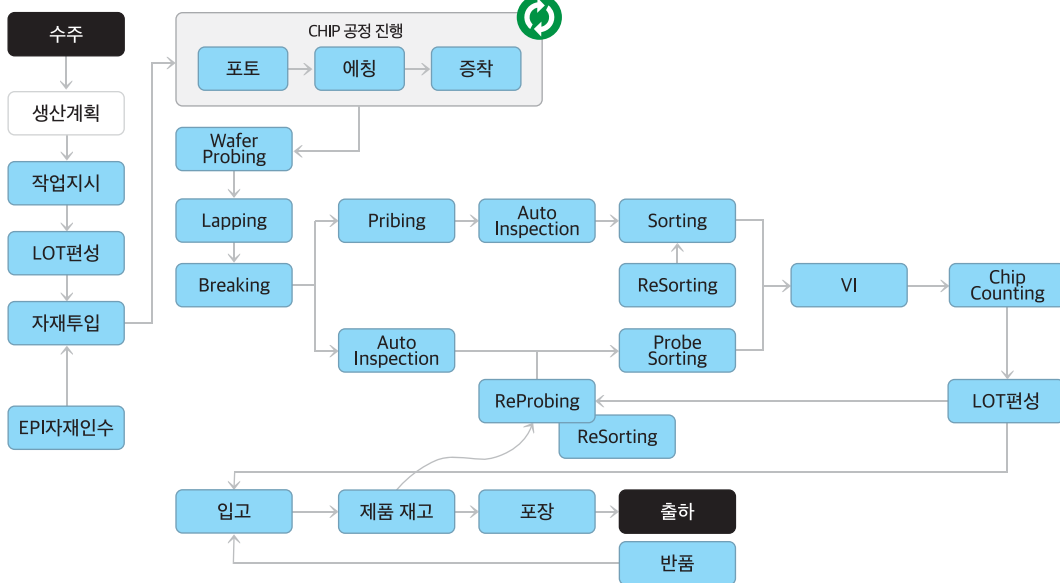 수주
생산계획
작업지시
LOT편성
자재투입
EPI자재인수
CHIP 공정 진행
포토
에칭
증착
Wafer
Probing
Lapping
Breaking
Pribing
Auto
Inspection
Sorting
ReSorting
Auto
Inspection
Probe
Sorting
VI
Chip
Counting
LOT편성
ReProbing
ReSorting
입고
제품 재고
포장
출하
반품